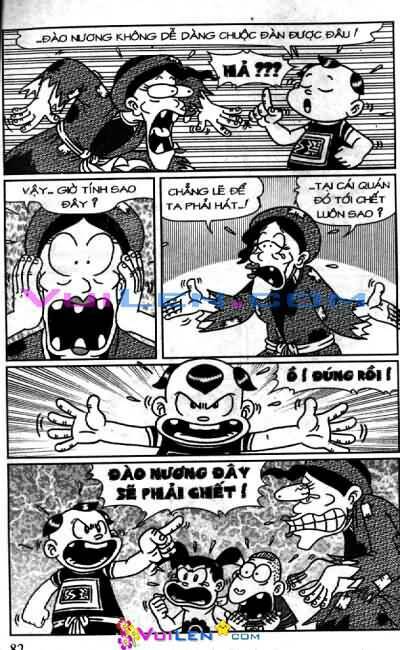 ...ĐÀO NƯƠNG KHÔNG DỄ DÀNG CHUỘC ĐÀN ĐƯỢC ĐÂU!
HẢ ???
VẬY... GIỜ TÍNH SAO
ĐÂY ?
CHẲNG LẼ ĐỂ
TA PHẢI HÁT...!
...TẠI CÁI QUÁN
ĐÓ TỚI CHẾT
LUÔN SAO ?
VUILEN.COM
Ồ ! ĐÚNG RỒI !
ĐÀO NƯƠNG ĐÂY
SẼ PHẢI CHẾT !
82
VUILEN.COM